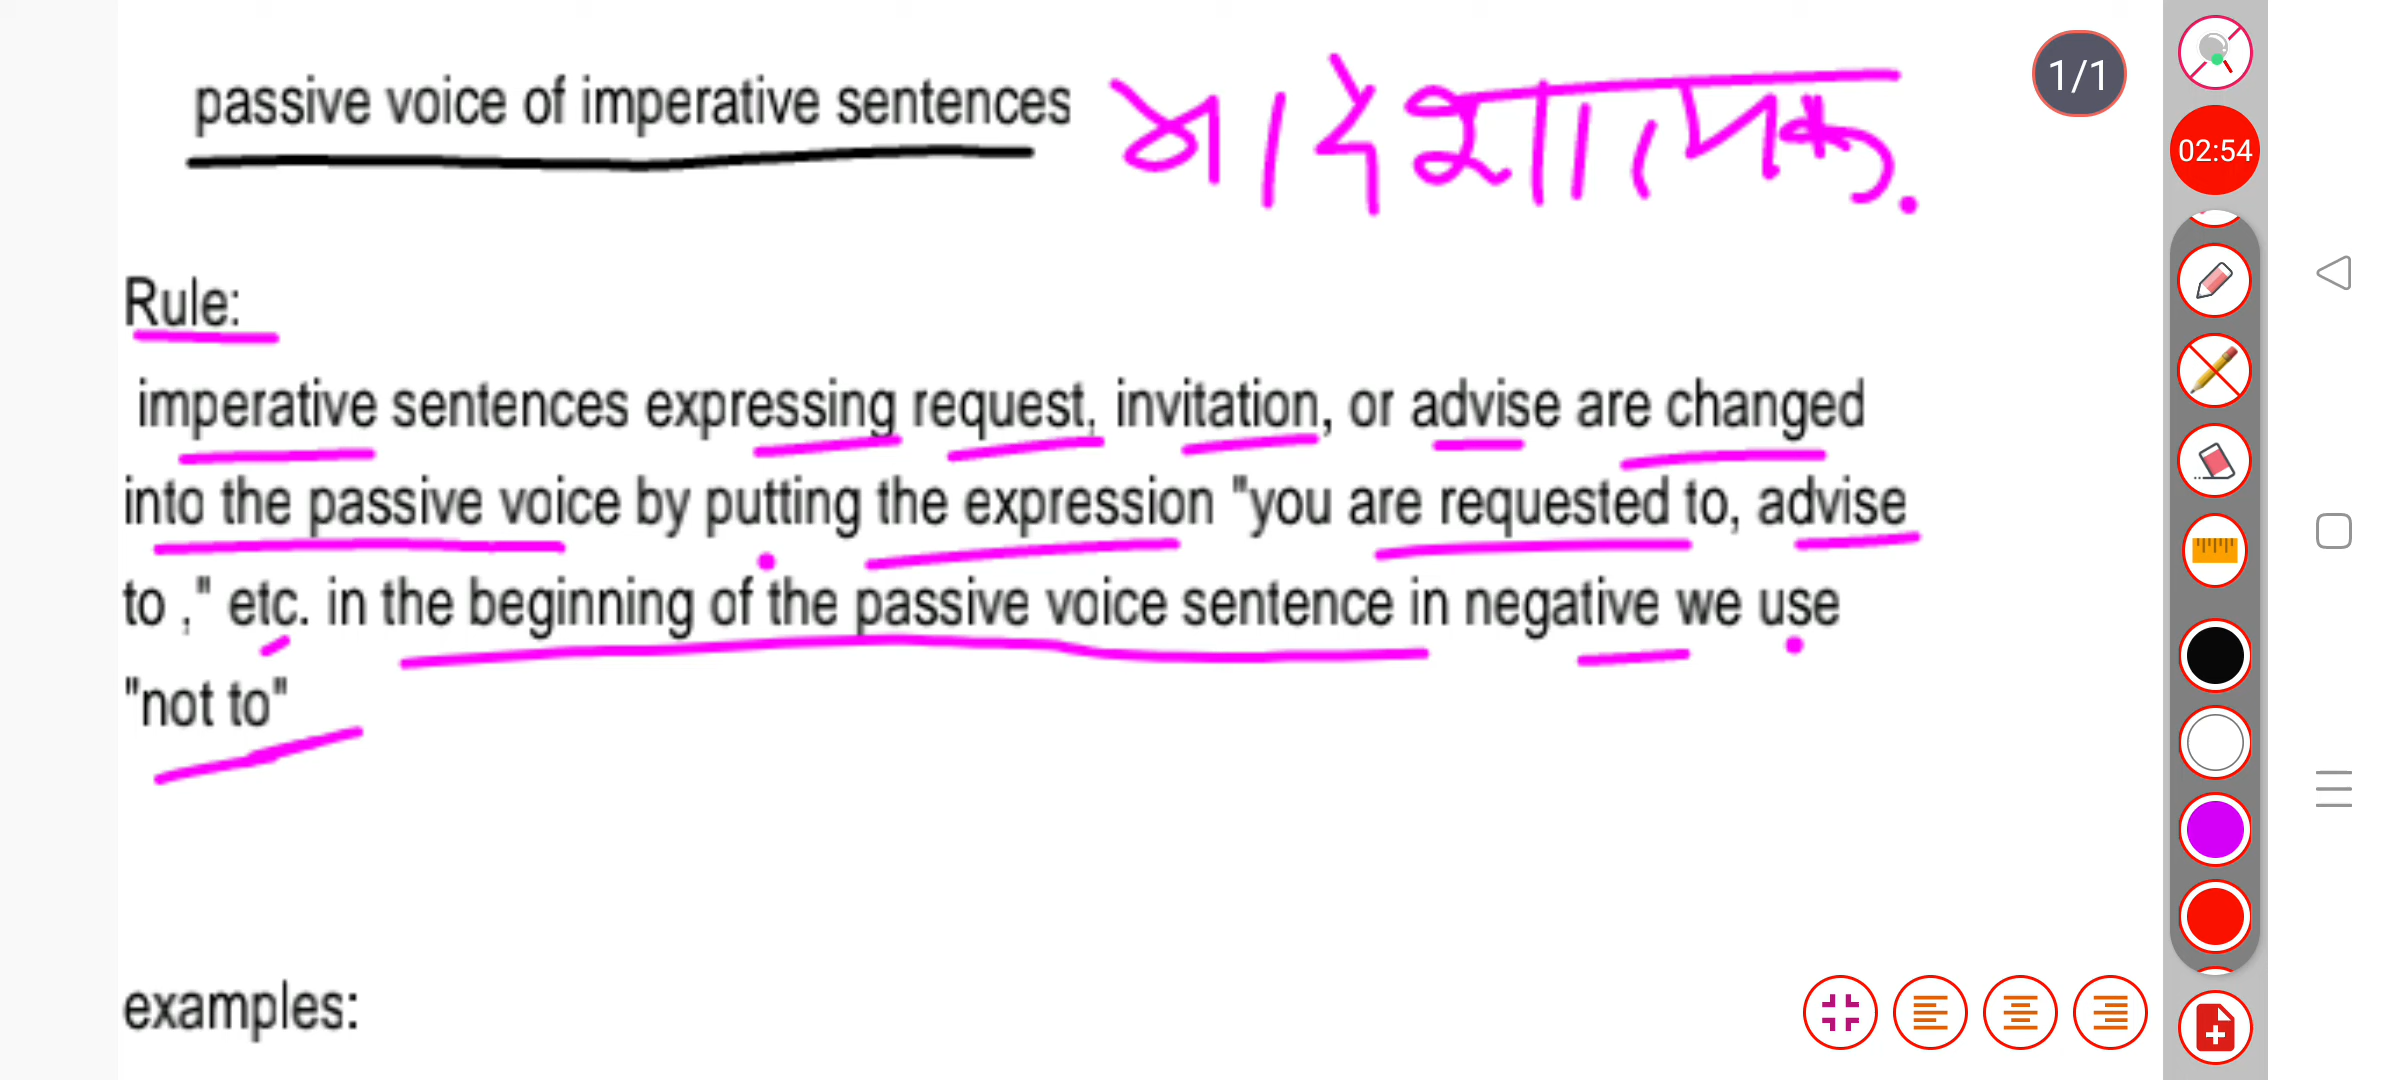 passive voice of imperative sentences
1/1
02:54
Rule:
imperative sentences expressing request, invitation, or advise are changed
into the passive voice by putting the expression "you are requested to, advise
to ," etc. in the beginning of the passive voice sentence in negative we use
"not to"
examples: